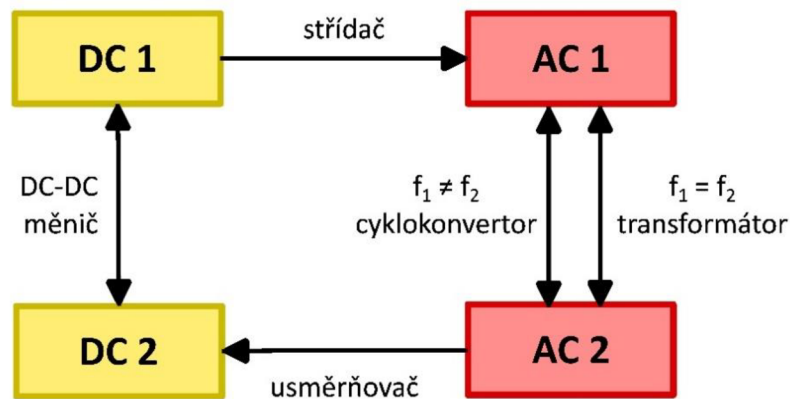 střídač
DC 1
AC 1
DC-DC
měnič
f₁ ≠ f₂
cyklokonvertor
f₁ = f₂
transformátor
DC 2
AC 2
usměrňovač